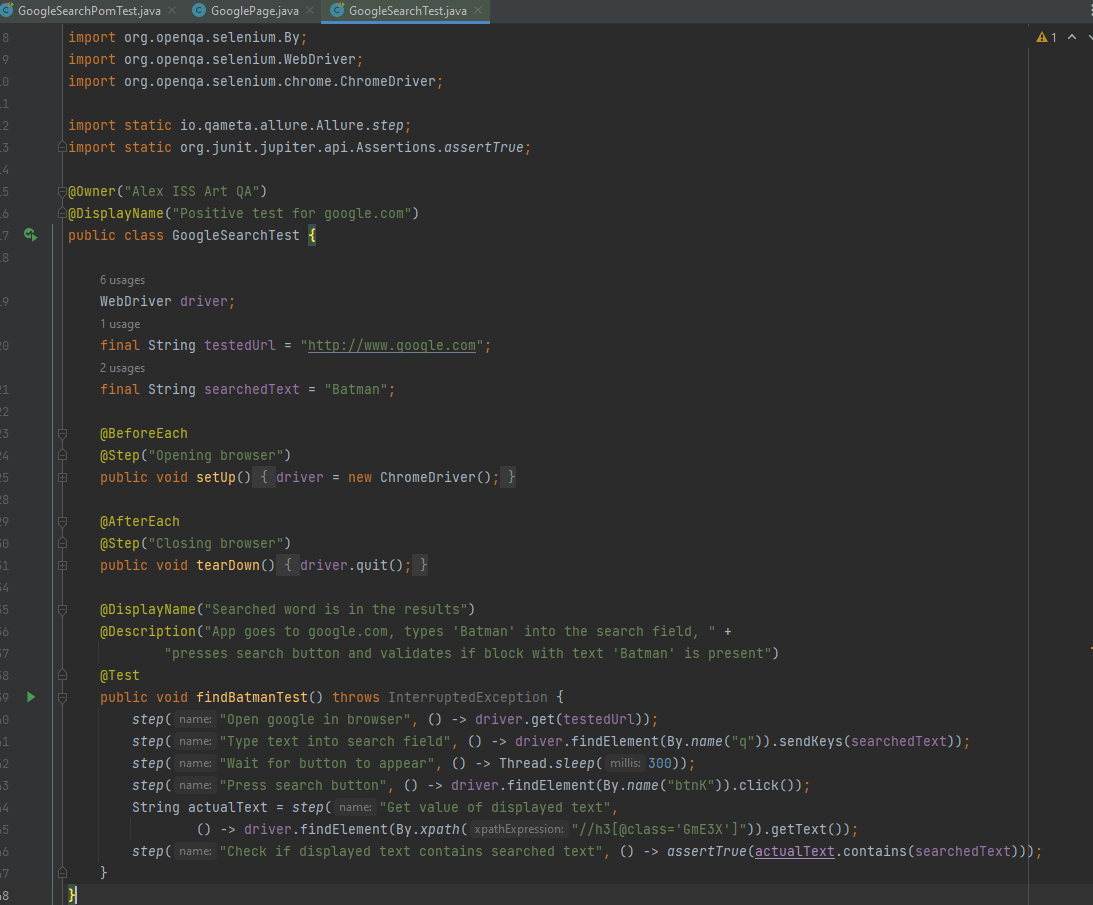 GoogleSearchPomTest.java GooglePage.java GoogleSearchTest.java
8 import org.openqa.selenium.By; 1
9 import org.openqa.selenium.WebDriver;
0 import org.openqa.selenium.chrome.ChromeDriver;
1
2 import static io.qameta.allure.Allure.step;
3 import static org.junit.jupiter.api.Assertions.assertTrue;
4
5 @Owner("Alex ISS Art QA")
6 @DisplayName("Positive test for google.com")
7 public class GoogleSearchTest {
8
6 usages
9 WebDriver driver;
1 usage
20 final String testedUrl = "http://www.google.com";
2 usages
21 final String searchedText = "Batman";
22
23 @BeforeEach
24 @Step("Opening browser")
25 public void setUp() { driver = new ChromeDriver(); }
28
29 @AfterEach
30 @Step("Closing browser")
31 public void tearDown() { driver.quit(); }
34
35 @DisplayName("Searched word is in the results")
36 @Description("App goes to google.com, types 'Batman' into the search field, " +
37 "presses search button and validates if block with text 'Batman' is present")
38 @Test
39 public void findBatmanTest() throws InterruptedException {
40 step( name: "Open google in browser", () -> driver.get(testedUrl));
41 step( name: "Type text into search field", () -> driver.findElement(By.name("q")).sendKeys(searchedText));
42 step( name: "Wait for button to appear", () -> Thread.sleep( millis: 300));
43 step( name: "Press search button", () -> driver.findElement(By.name("btnK")).click());
44 String actualText = step( name: "Get value of displayed text",
45 () -> driver.findElement(By.xpath( xpathExpression: "//h3[@class='GmE3X']")).getText());
46 step( name: "Check if displayed text contains searched text", () -> assertTrue(actualText.contains(searchedText)));
47 }
48 }